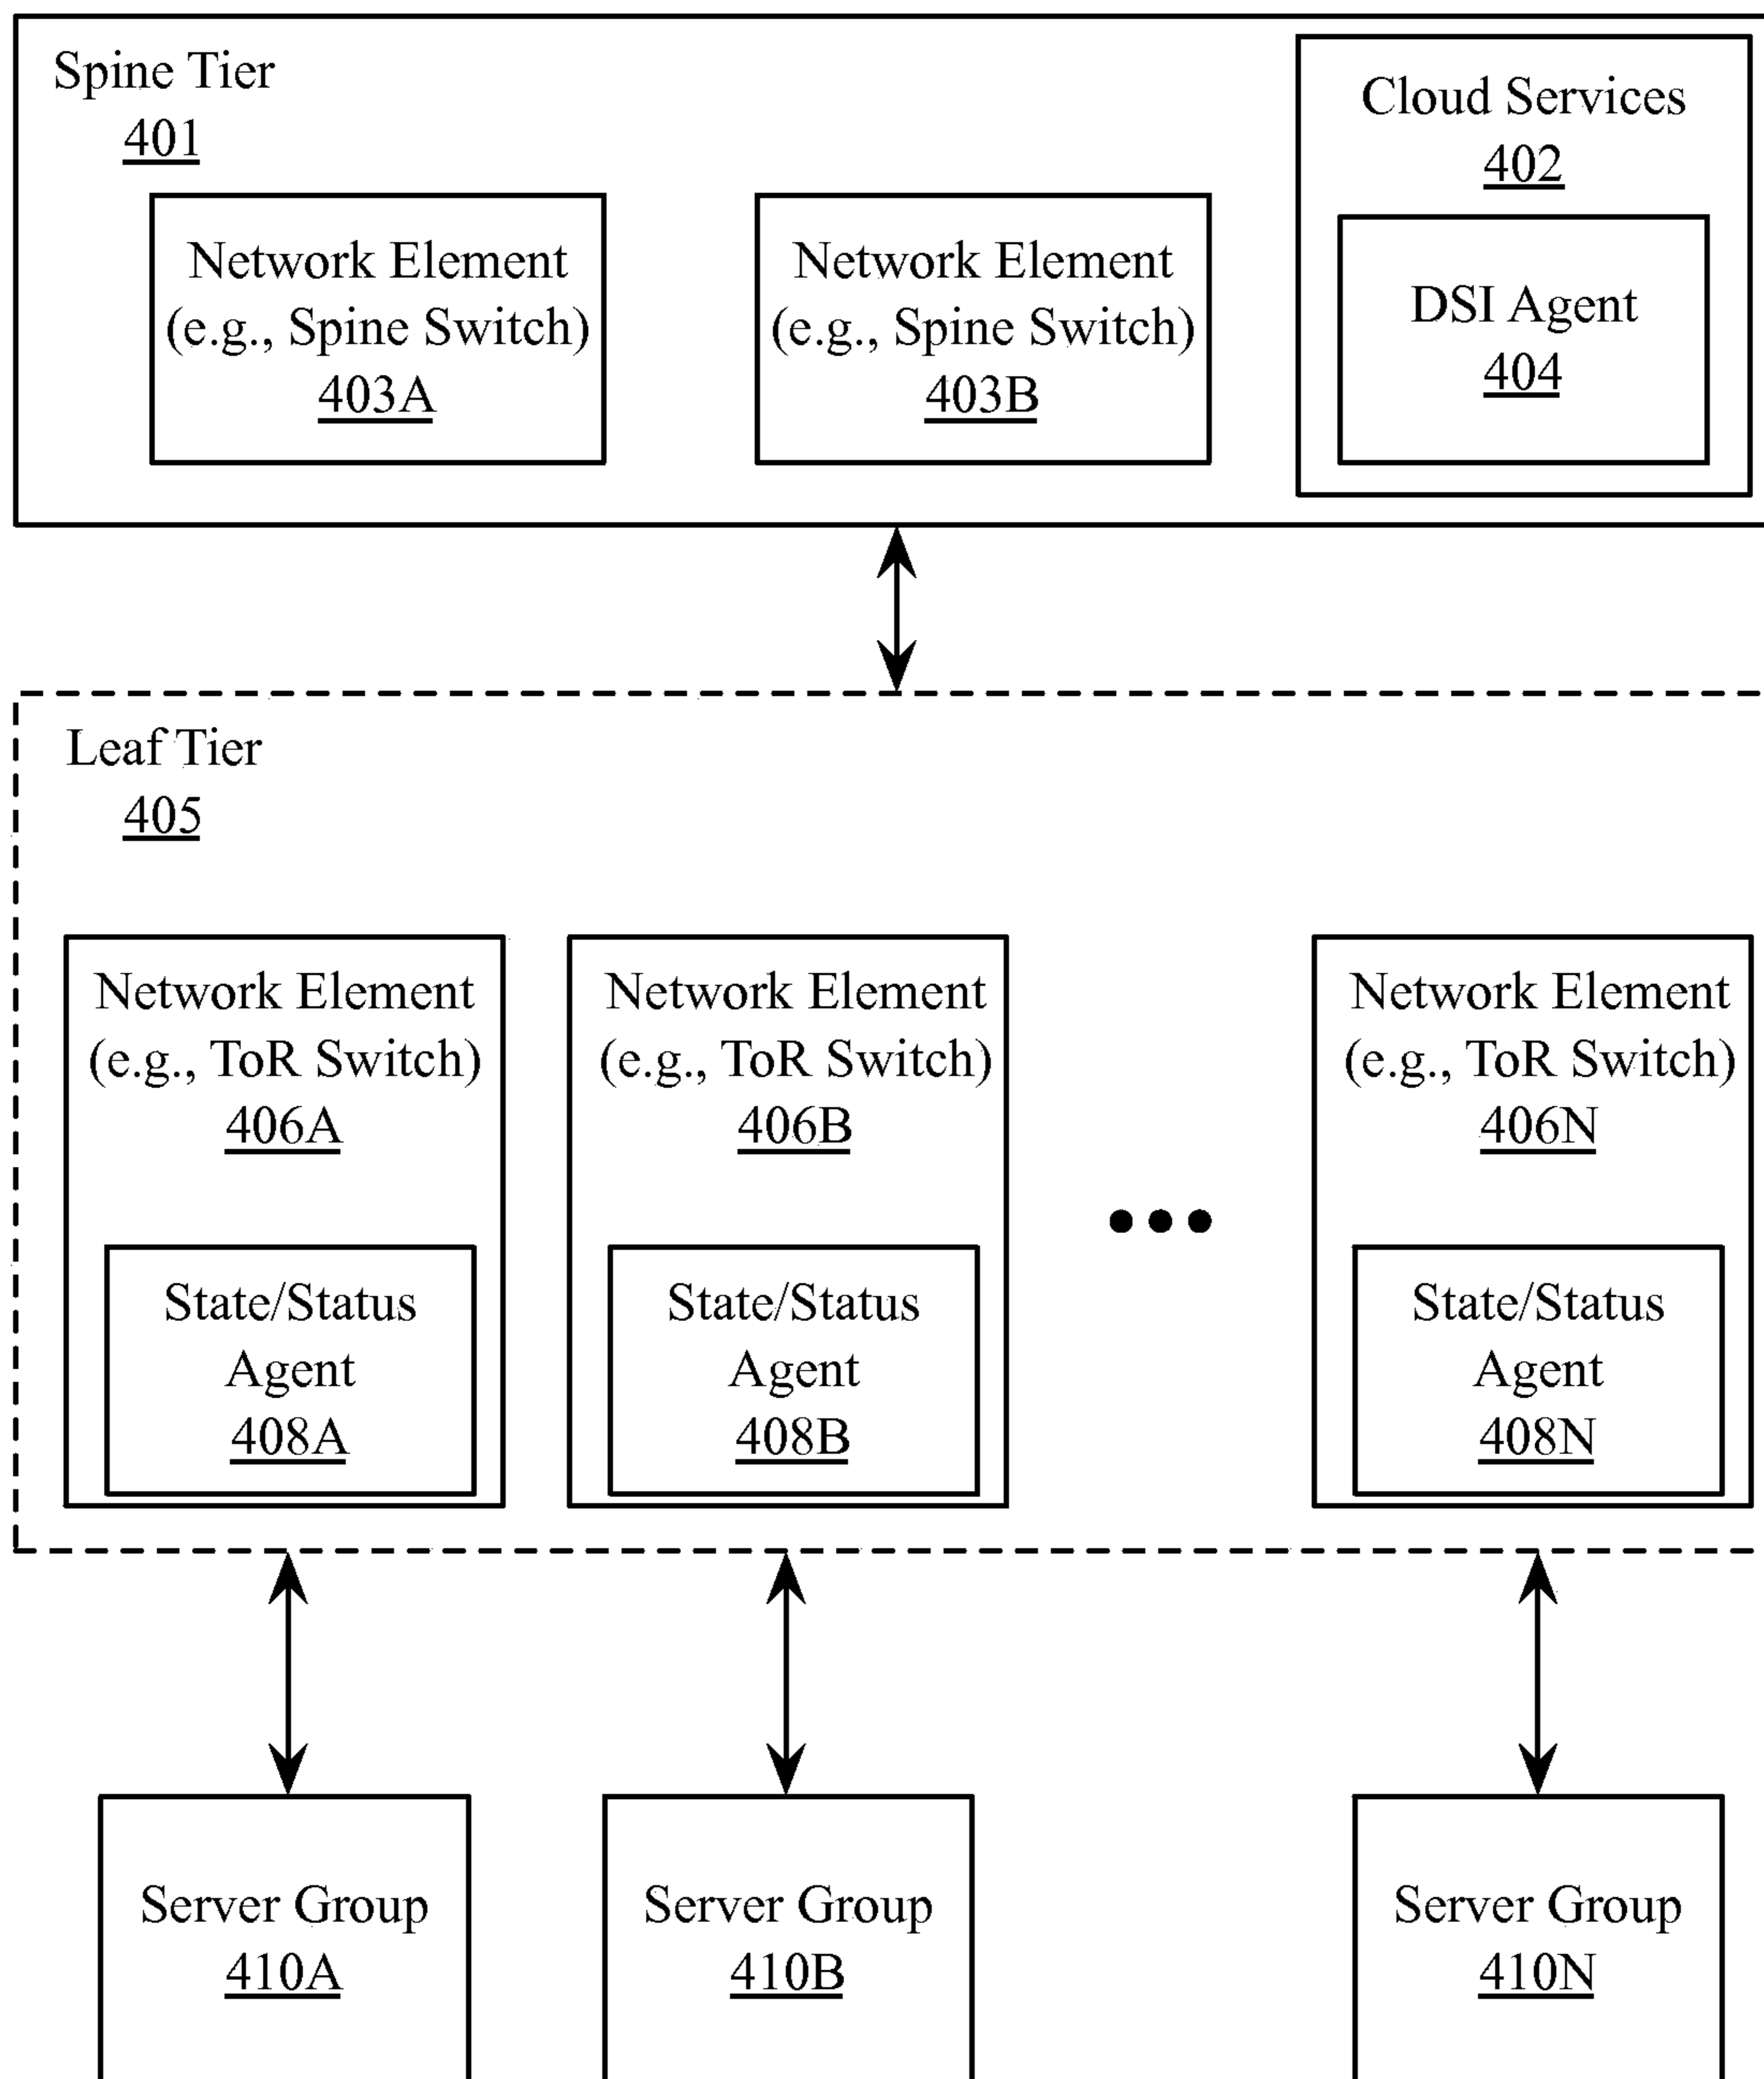 Spine Tier
401
Cloud Services
402
Network Element
(e.g., Spine Switch)
403A
Network Element
(e.g., Spine Switch)
403B
DSI Agent
404
Leaf Tier
405
Network Element
(e.g., ToR Switch)
406A
Network Element
(e.g., ToR Switch)
406B
Network Element
(e.g., ToR Switch)
406N
State/Status
Agent
408A
State/Status
Agent
408B
State/Status
Agent
408N
Server Group
410A
Server Group
410B
Server Group
410N